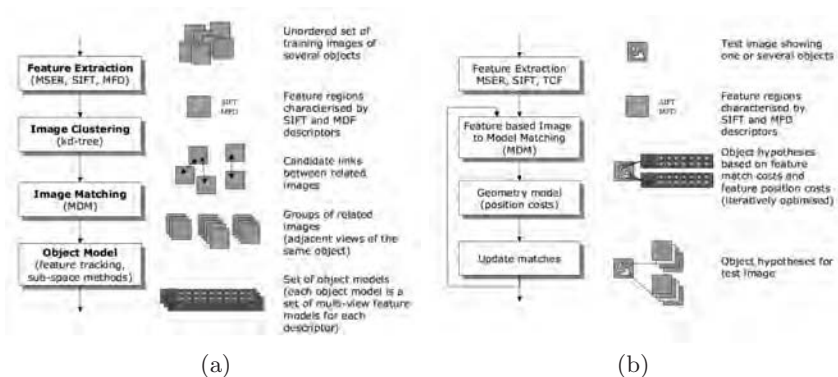 Feature Extraction
(MSER, SIFT, MFD)
Image Clustering
(kd-tree)
Image Matching
(MDM)
Object Model
(feature tracking,
sub-space methods)
Unordered set of
training images of
several objects
SIFT
MFD
Feature regions
characterised by
SIFT and MDF
descriptors
Candidate links
between related
images
Groups of related
images
(adjacent views of the
same object)
Set of object models
(each object model is a
set of multi-view feature
models for each
descriptor)
(a)
Feature Extraction
MSER, SIFT, TCF
Feature based Image
to Model Matching
(MDM)
Geometry model
(position costs)
Update matches
Test image showing
one or several objects
SIFT
MFD
Feature regions
characterised by
SIFT and MFD
descriptors
Object hypotheses
based on feature
match costs and
feature position costs
(iteratively optimised)
Object hypotheses for
test image
(b)